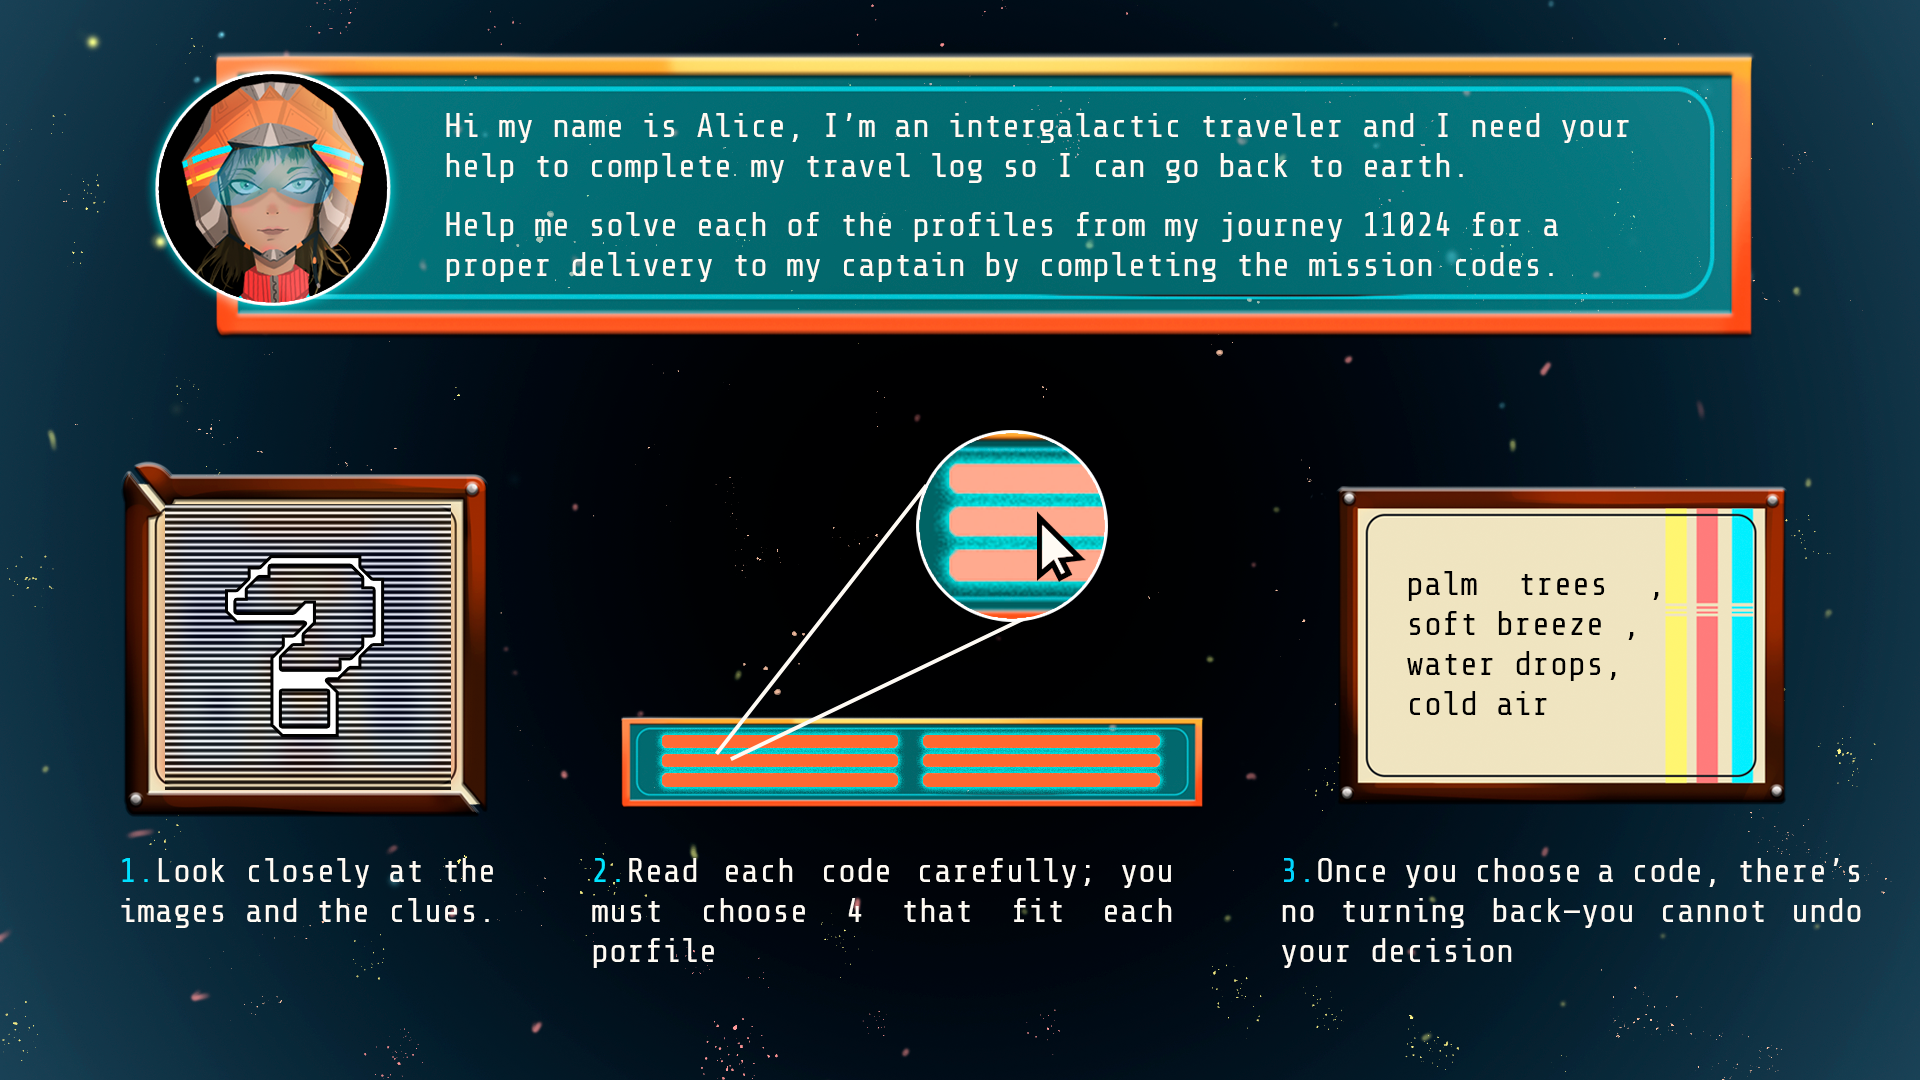 Hi my name is Alice, I'm an intergalactic traveler and I need your
help to complete my travel log so I can go back to earth.
Help me solve each of the profiles from my journey 11024 for a
proper delivery to my captain by completing the mission codes.
?
palm trees ,
soft breeze ,
water drops,
cold air
1.Look closely at the
images and the clues.
2.Read each code carefully; you
must choose 4 that fit each
porfile
3.Once you choose a code, there's
no turning back—you cannot undo
your decision